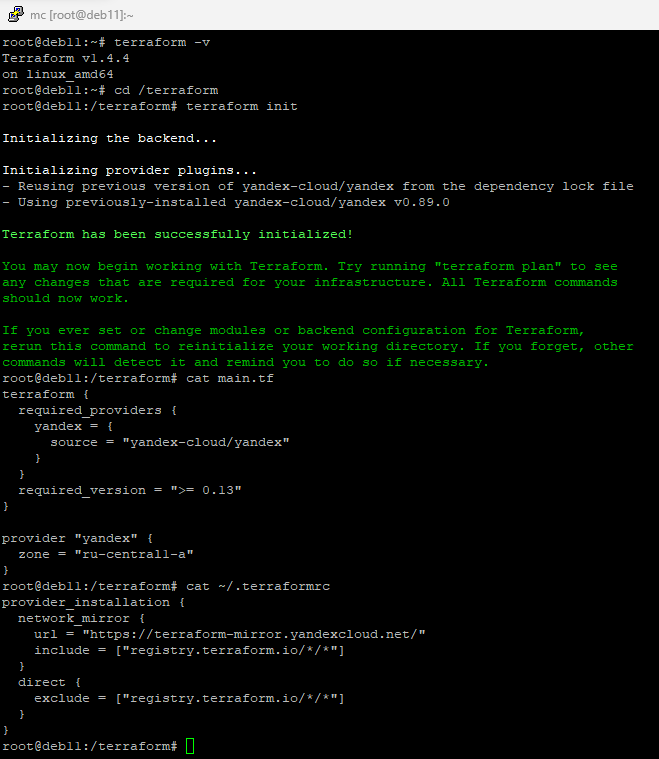 mc [root@deb11]:~
root@deb11:~# terraform -v
Terraform v1.4.4
on linux_amd64
root@deb11:~# cd /terraform
root@deb11:/terraform# terraform init

Initializing the backend...

Initializing provider plugins...
- Reusing previous version of yandex-cloud/yandex from the dependency lock file
- Using previously-installed yandex-cloud/yandex v0.89.0

Terraform has been successfully initialized!

You may now begin working with Terraform. Try running "terraform plan" to see
any changes that are required for your infrastructure. All Terraform commands
should now work.

If you ever set or change modules or backend configuration for Terraform,
rerun this command to reinitialize your working directory. If you forget, other
commands will detect it and remind you to do so if necessary.
root@deb11:/terraform# cat main.tf
terraform {
  required_providers {
    yandex = {
      source = "yandex-cloud/yandex"
    }
  }
  required_version = ">= 0.13"
}

provider "yandex" {
  zone = "ru-central1-a"
}
root@deb11:/terraform# cat ~/.terraformrc
provider_installation {
  network_mirror {
    url = "https://terraform-mirror.yandexcloud.net/"
    include = ["registry.terraform.io/*/*"]
  }
  direct {
    exclude = ["registry.terraform.io/*/*"]
  }
}
root@deb11:/terraform#